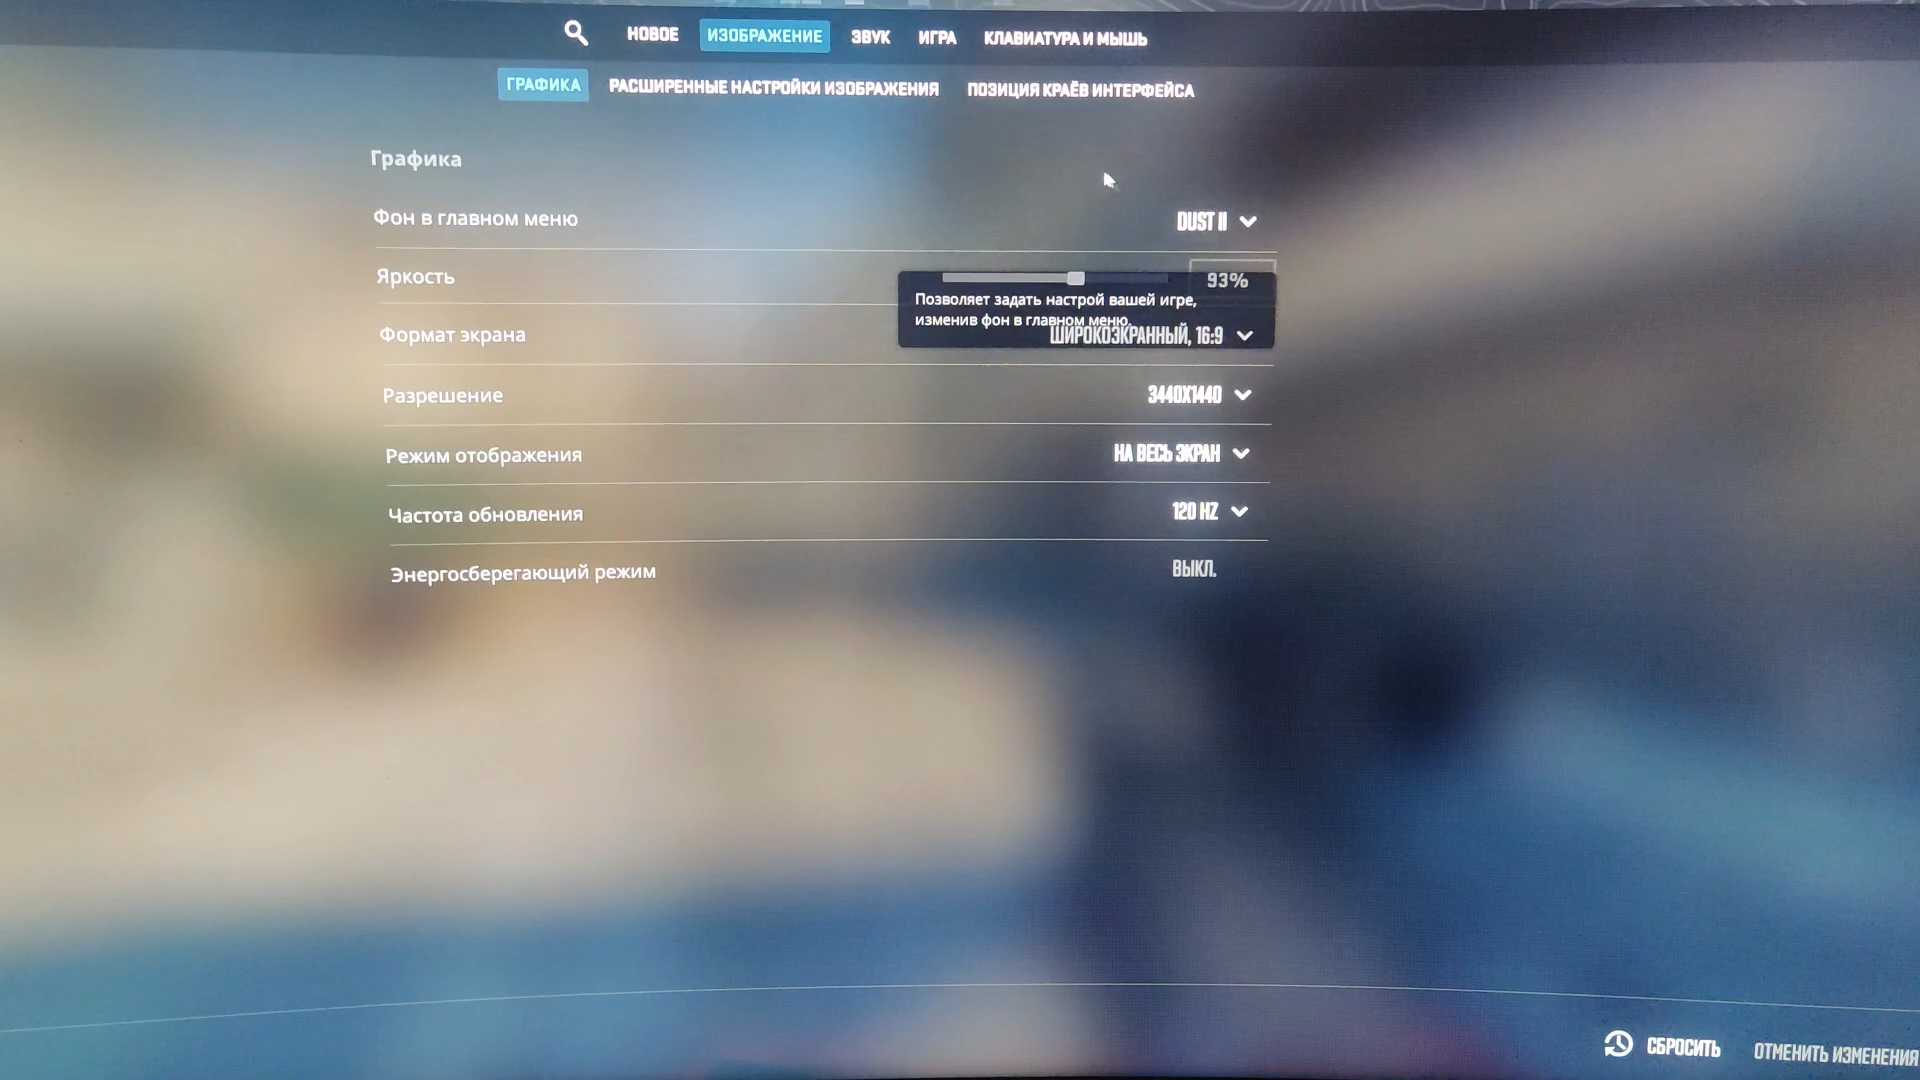 НОВОЕ ИЗОБРАЖЕНИЕ ЗВУК ИГРА КЛАВИАТУРА И МЫШЬ
ГРАФИКА РАСШИРЕННЫЕ НАСТРОЙКИ ИЗОБРАЖЕНИЯ ПОЗИЦИЯ КРАЁВ ИНТЕРФЕЙСА
Графика
Фон в главном меню DUST II
Яркость 93%
Позволяет задать настрой вашей игре,
изменив фон в главном меню.
Формат экрана ШИРОКОЭКРАННЫЙ, 16:9
Разрешение 3440X1440
Режим отображения НА ВЕСЬ ЭКРАН
Частота обновления 120 HZ
Энергосберегающий режим ВЫКЛ.
СБРОСИТЬ ОТМЕНИТЬ ИЗМЕНЕНИЯ